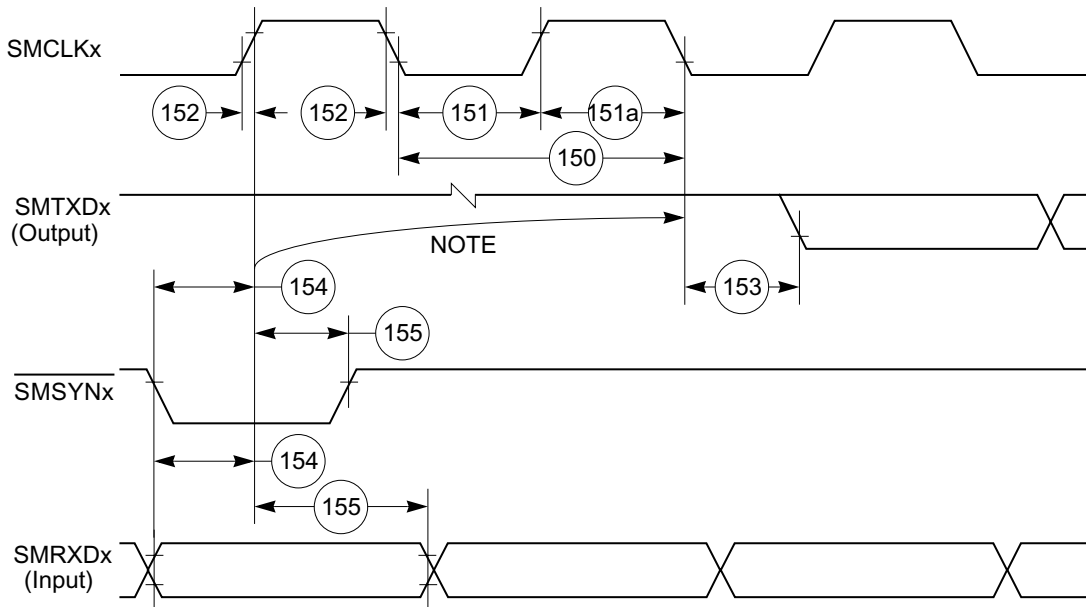 SMCLKx
152
152
151
151a
150
SMTXDx
(Output)
NOTE
154
153
155
SMSYNx
154
155
SMRXDx
(Input)